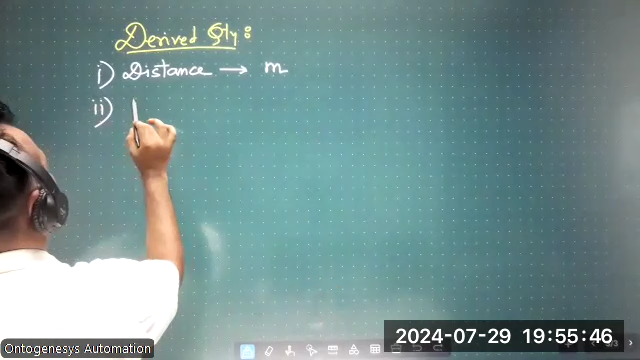 Derived Qty:
i) Distance → m
ii)
Ontogenesys Automation
2024-07-29 19:55:46